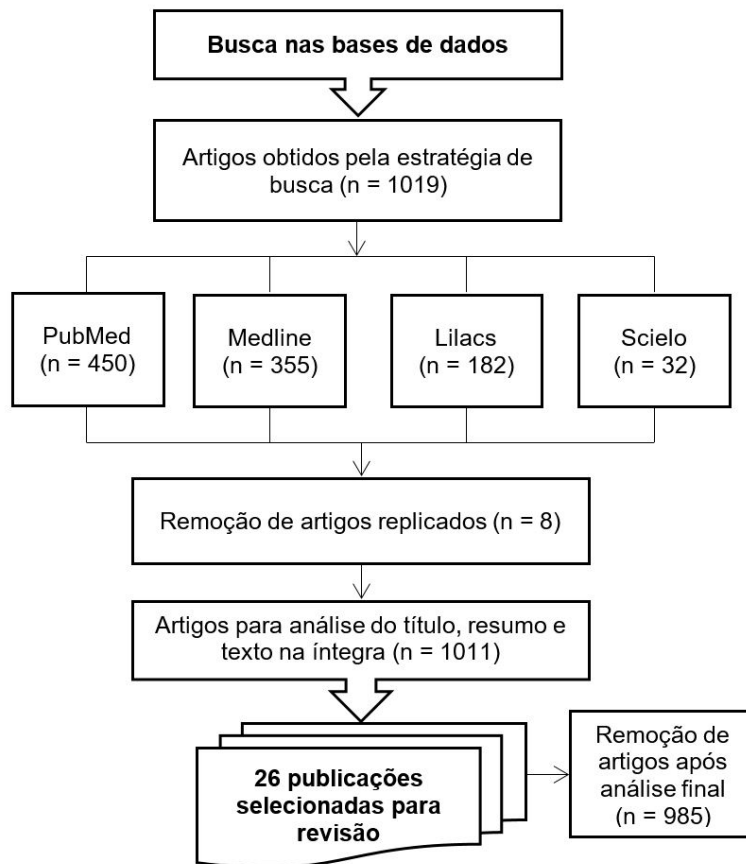 Busca nas bases de dados
Artigos obtidos pela estratégia de
busca (n = 1019)
PubMed
(n = 450)
Medline
(n = 355)
Lilacs
(n = 182)
Scielo
(n = 32)
Remoção de artigos replicados (n = 8)
Artigos para análise do título, resumo e
texto na íntegra (n = 1011)
26 publicações
selecionadas para
revisão
Remoção de
artigos após
análise final
(n = 985)